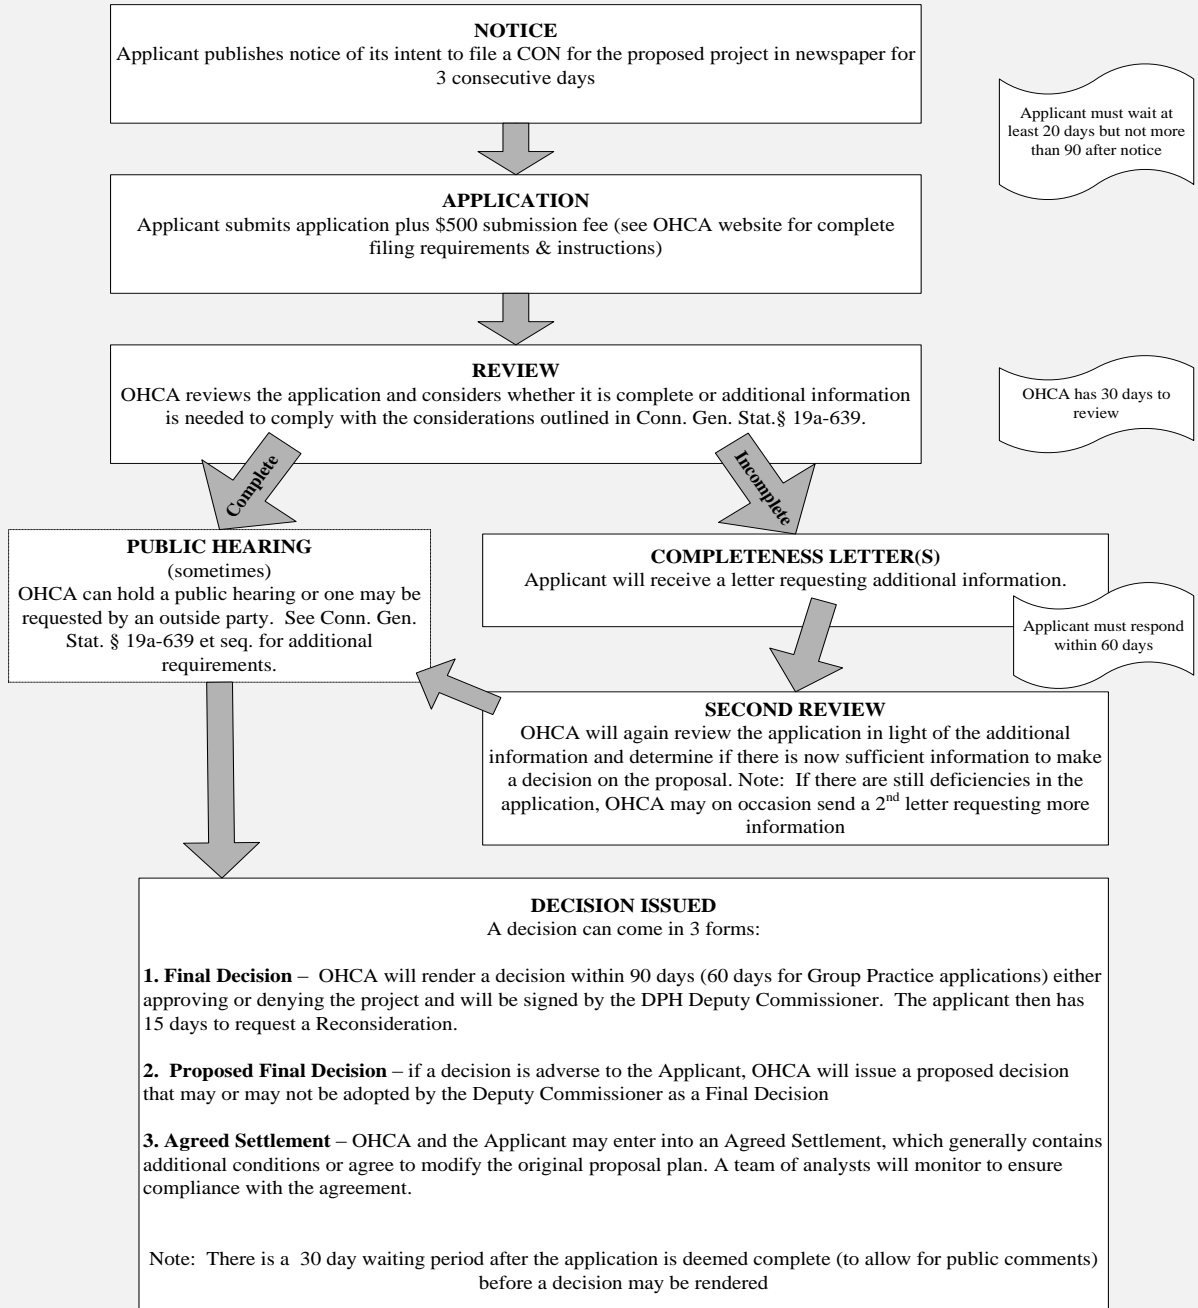 NOTICE
Applicant publishes notice of its intent to file a CON for the proposed project in newspaper for
3 consecutive days
Applicant must wait at
least 20 days but not more
than 90 after notice
APPLICATION
Applicant submits application plus $500 submission fee (see OHCA website for complete
filing requirements & instructions)
REVIEW
OHCA reviews the application and considers whether it is complete or additional information
is needed to comply with the considerations outlined in Conn. Gen. Stat.§ 19a-639.
OHCA has 30 days to
review
Complete
Incomplete
PUBLIC HEARING
(sometimes)
OHCA can hold a public hearing or one may be
requested by an outside party.  See Conn. Gen.
Stat. § 19a-639 et seq. for additional
requirements.
COMPLETENESS LETTER(S)
Applicant will receive a letter requesting additional information.
Applicant must respond
within 60 days
SECOND REVIEW
OHCA will again review the application in light of the additional
information and determine if there is now sufficient information to make
a decision on the proposal. Note:  If there are still deficiencies in the
application, OHCA may on occasion send a 2nd letter requesting more
information
DECISION ISSUED
A decision can come in 3 forms:
1. Final Decision –  OHCA will render a decision within 90 days (60 days for Group Practice applications) either
approving or denying the project and will be signed by the DPH Deputy Commissioner.  The applicant then has
15 days to request a Reconsideration.
2.  Proposed Final Decision – if a decision is adverse to the Applicant, OHCA will issue a proposed decision
that may or may not be adopted by the Deputy Commissioner as a Final Decision
3. Agreed Settlement – OHCA and the Applicant may enter into an Agreed Settlement, which generally contains
additional conditions or agree to modify the original proposal plan. A team of analysts will monitor to ensure
compliance with the agreement.
Note:  There is a  30 day waiting period after the application is deemed complete (to allow for public comments)
before a decision may be rendered